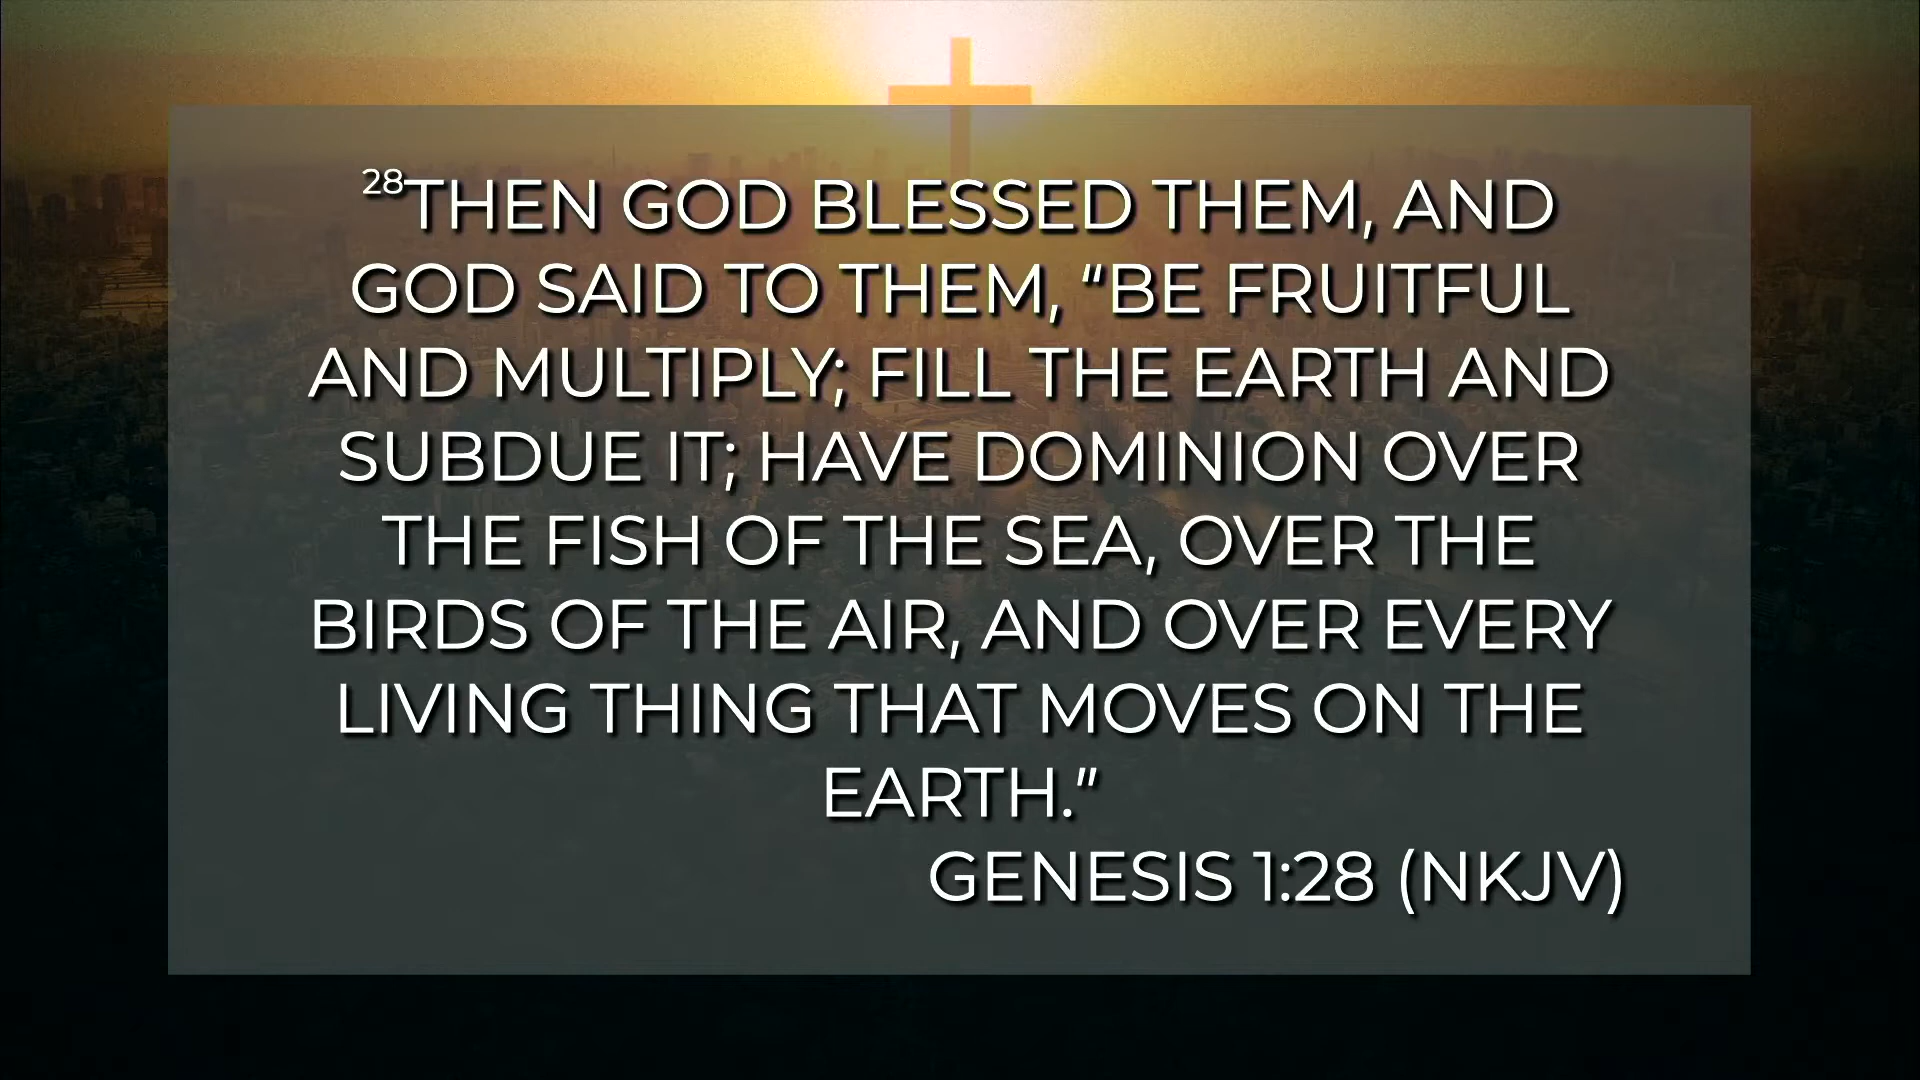 28THEN GOD BLESSED THEM, AND
GOD SAID TO THEM, “BE FRUITFUL
AND MULTIPLY; FILL THE EARTH AND
SUBDUE IT; HAVE DOMINION OVER
THE FISH OF THE SEA, OVER THE
BIRDS OF THE AIR, AND OVER EVERY
LIVING THING THAT MOVES ON THE
EARTH.”
GENESIS 1:28 (NKJV)